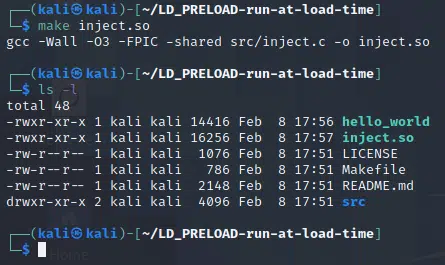 ┌──(kali㉿kali)-[~/LD_PRELOAD-run-at-load-time]
└─$ make inject.so
gcc -Wall -O3 -FPIC -shared src/inject.c -o inject.so
┌──(kali㉿kali)-[~/LD_PRELOAD-run-at-load-time]
└─$ ls -l
total 48
-rwxr-xr-x 1 kali kali 14416 Feb  8 17:56 hello_world
-rwxr-xr-x 1 kali kali 16256 Feb  8 17:57 inject.so
-rw-r--r-- 1 kali kali  1076 Feb  8 17:51 LICENSE
-rw-r--r-- 1 kali kali   786 Feb  8 17:51 Makefile
-rw-r--r-- 1 kali kali  2148 Feb  8 17:51 README.md
drwxr-xr-x 2 kali kali  4096 Feb  8 17:51 src
┌──(kali㉿kali)-[~/LD_PRELOAD-run-at-load-time]
└─$
Home